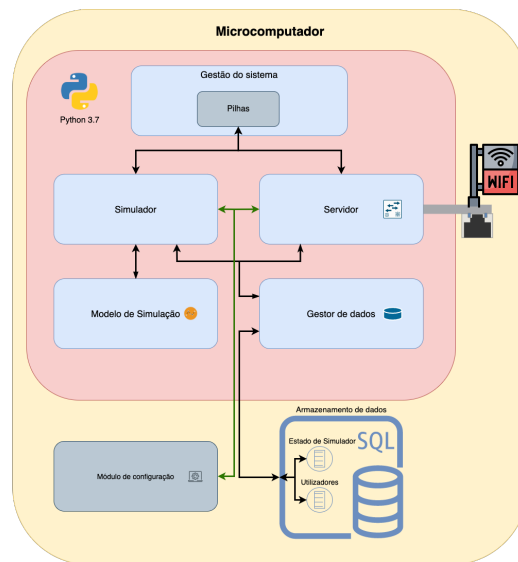 Microcomputador
Gestão do sistema
Pilhas
Python 3.7
WIFI
Simulador
Servidor
Modelo de Simulação
Gestor de dados
Armazenamento de dados
Estado de Simulador
SQL
Módulo de configuração
Utilizadores